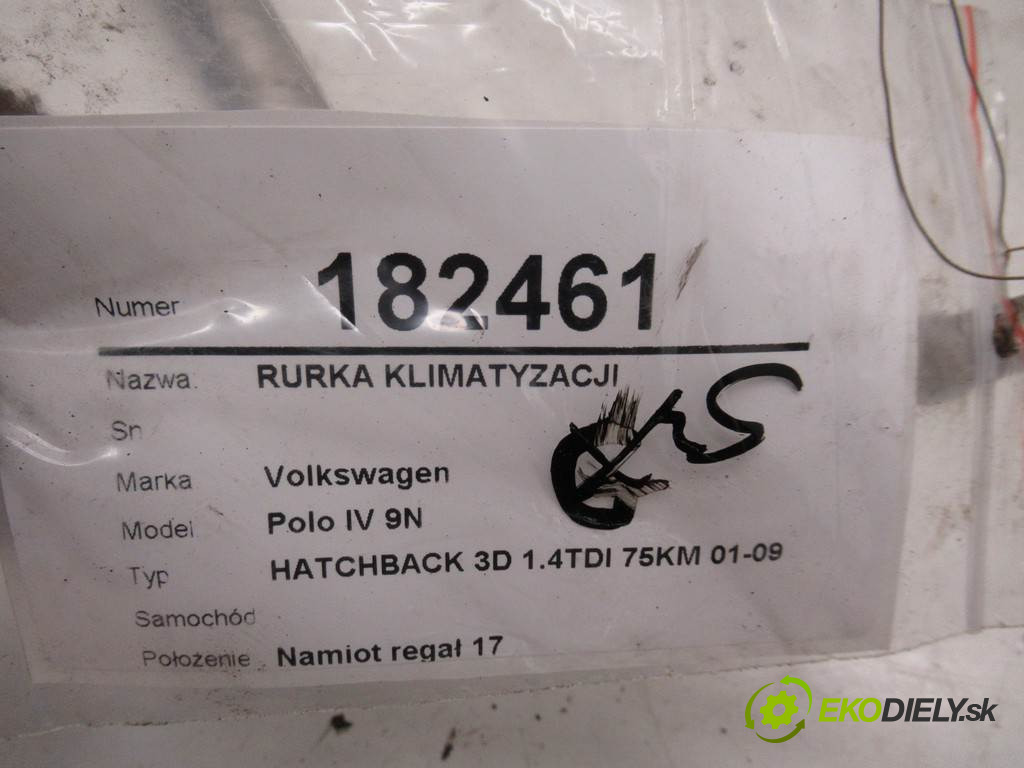 Numer 182461
Nazwa RURKA KLIMATYZACJI
Sn
Marka Volkswagen
Model Polo IV 9N
Typ HATCHBACK 3D 1.4TDI 75KM 01-09
Samochód
Położenie Namiot regał 17
EKODIELY.sk